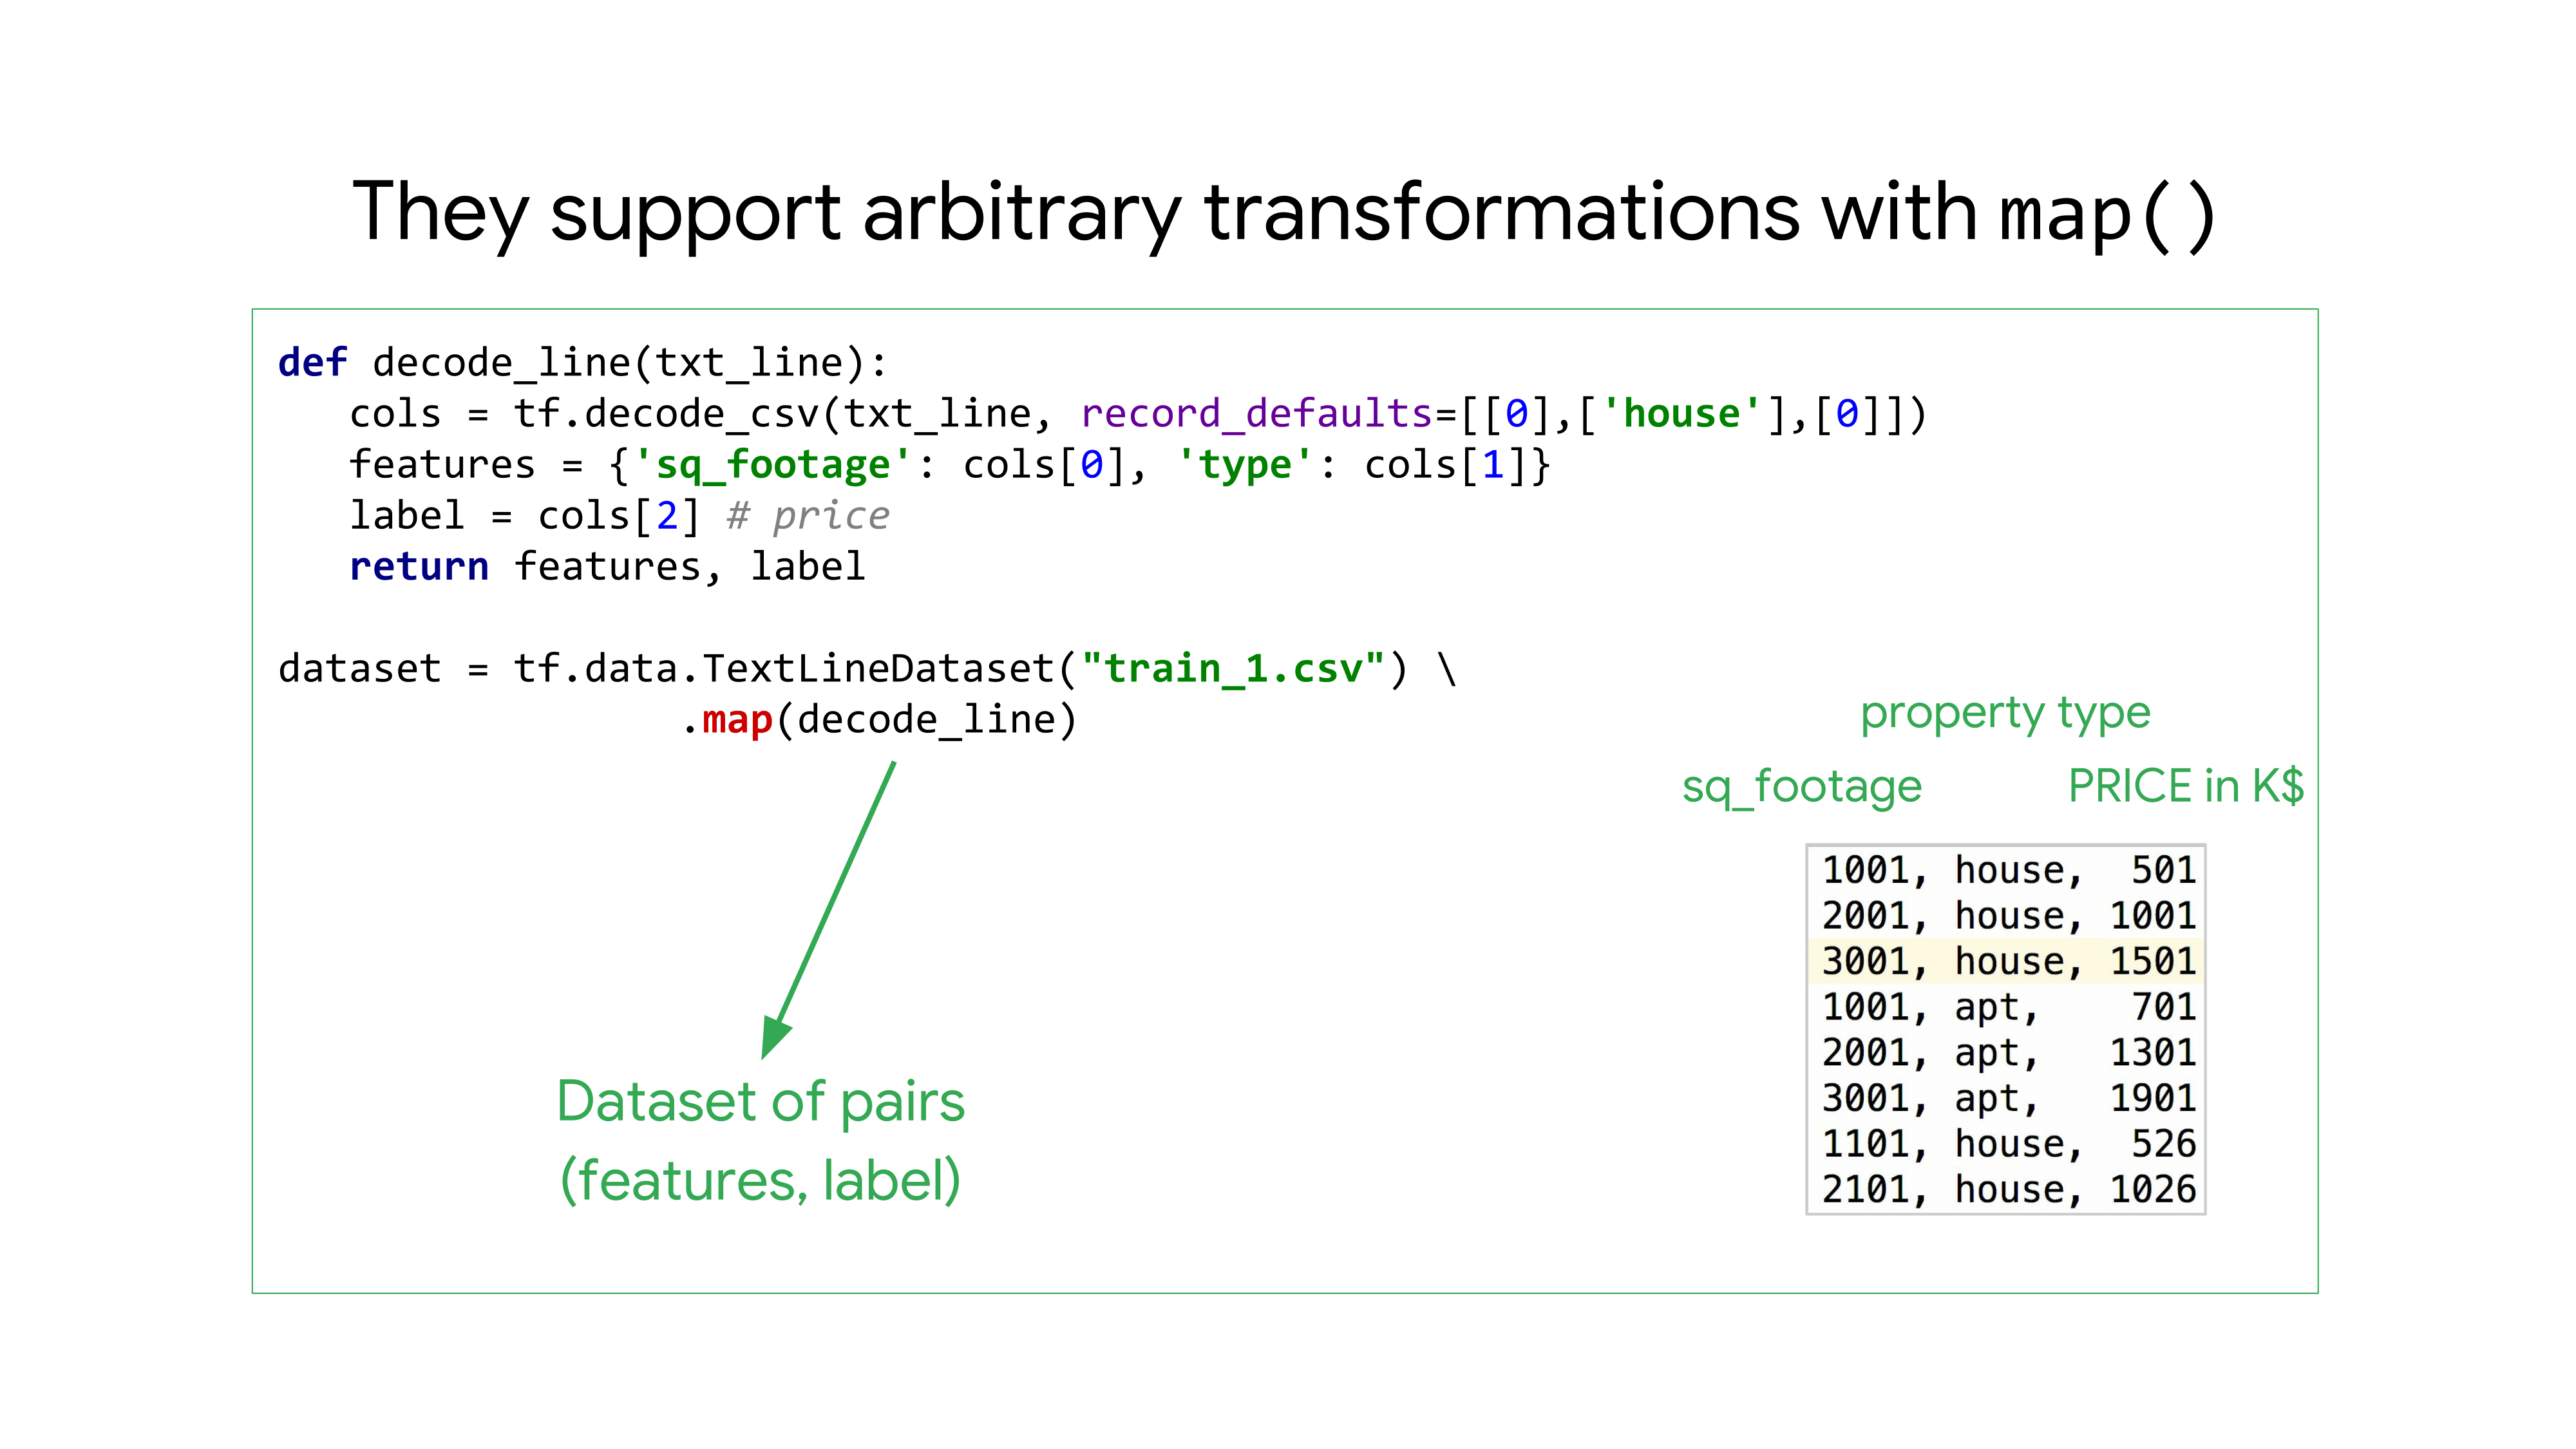 They support arbitrary transformations with map()
def decode_line(txt_line):
   cols = tf.decode_csv(txt_line, record_defaults=[[0],['house'],[0]])
   features = {'sq_footage': cols[0], 'type': cols[1]}
   label = cols[2] # price
   return features, label
dataset = tf.data.TextLineDataset("train_1.csv") \
                 .map(decode_line)
property type
sq_footage PRICE in K$
1001, house,  501
2001, house, 1001
3001, house, 1501
1001, apt,    701
2001, apt,   1301
3001, apt,   1901
1101, house,  526
2101, house, 1026
Dataset of pairs
(features, label)